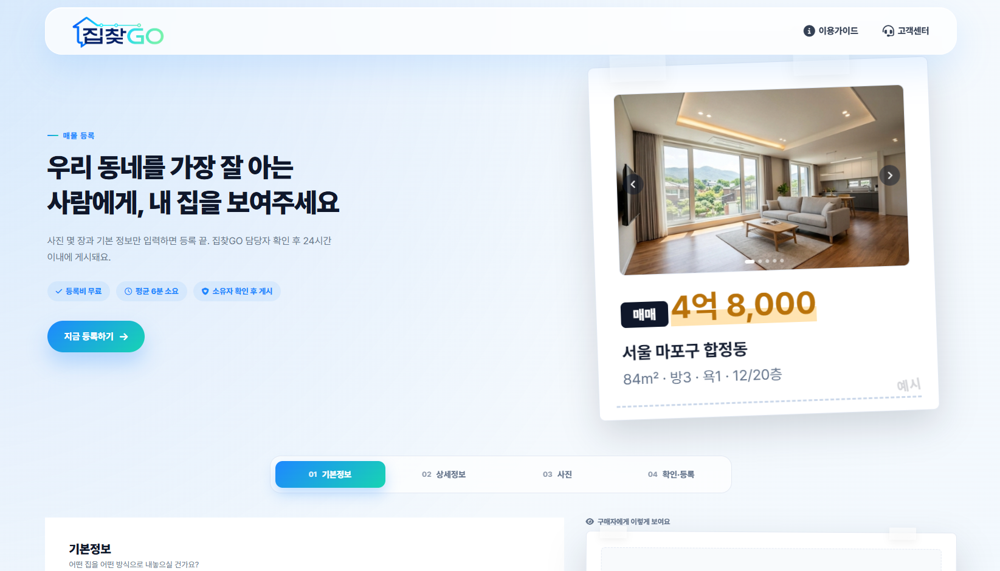 집찾GO
이용가이드
고객센터
매물 등록
우리 동네를 가장 잘 아는
사람에게, 내 집을 보여주세요
사진 몇 장과 기본 정보만 입력하면 등록 끝. 집찾GO 담당자 확인 후 24시간
이내에 게시돼요.
등록비 무료
평균 6분 소요
소유자 확인 후 게시
지금 등록하기
매매 4억 8,000
서울 마포구 합정동
84m² · 방3 · 욕1 · 12/20층
예시
01 기본정보
02 상세정보
03 사진
04 확인·등록
기본정보
어떤 집을 어떤 방식으로 내놓으실 건가요?
구매자에게 이렇게 보여요